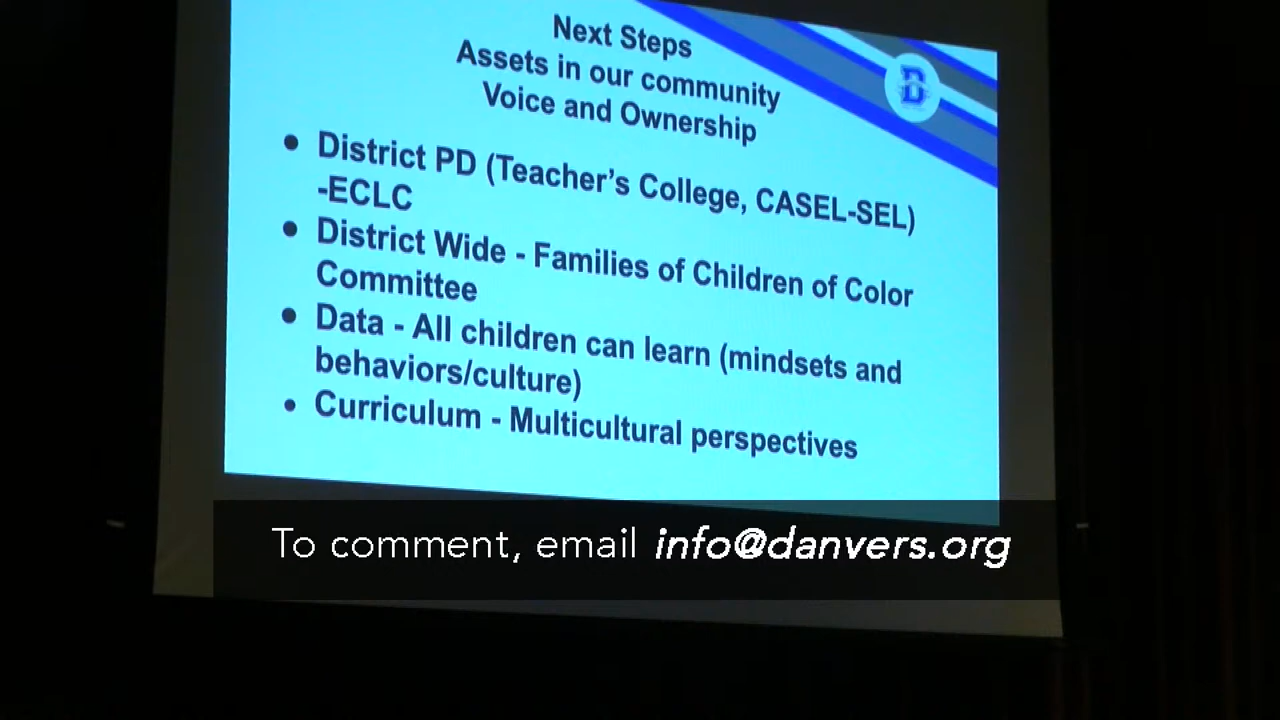 Next Steps
Assets in our community
Voice and Ownership
D
• District PD (Teacher's College, CASEL-SEL)
-ECLC
• District Wide - Families of Children of Color
Committee
• Data - All children can learn (mindsets and
behaviors/culture)
• Curriculum - Multicultural perspectives
To comment, email info@danvers.org